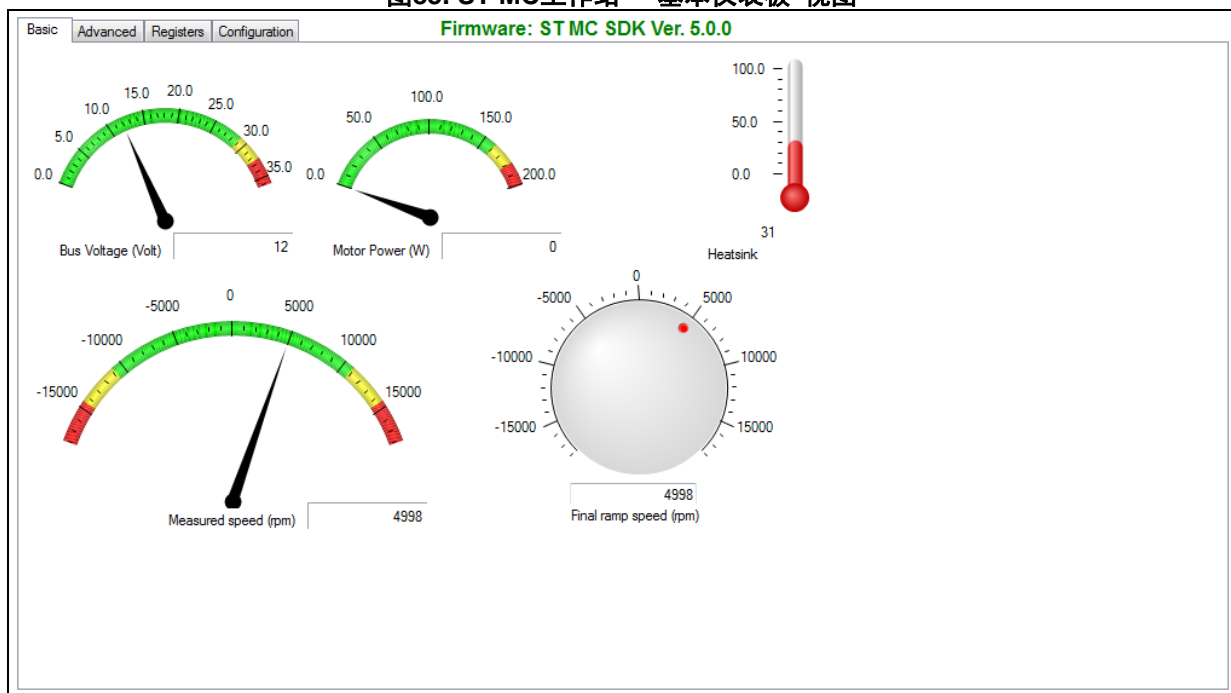 Basic Advanced Registers Configuration
Firmware: ST MC SDK Ver. 5.0.0
0.0 5.0 10.0 15.0 20.0 25.0 30.0 35.0
Bus Voltage (Volt) 12
0.0 50.0 100.0 150.0 200.0
Motor Power (W) 0
100.0
50.0
0.0
31
Heatsink
-15000 -10000 -5000 0 5000 10000 15000
Measured speed (rpm) 4998
-15000 -10000 -5000 0 5000 10000 15000
4998
Final ramp speed (rpm)